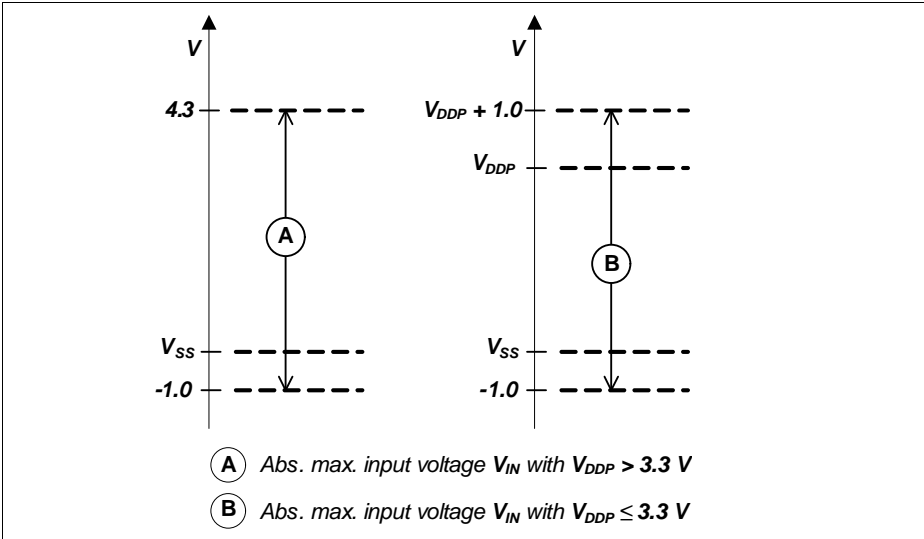 V
4.3
A
V_SS
-1.0
V
V_DDP + 1.0
V_DDP
B
V_SS
-1.0
A Abs. max. input voltage V_IN with V_DDP > 3.3 V
B Abs. max. input voltage V_IN with V_DDP ≤ 3.3 V